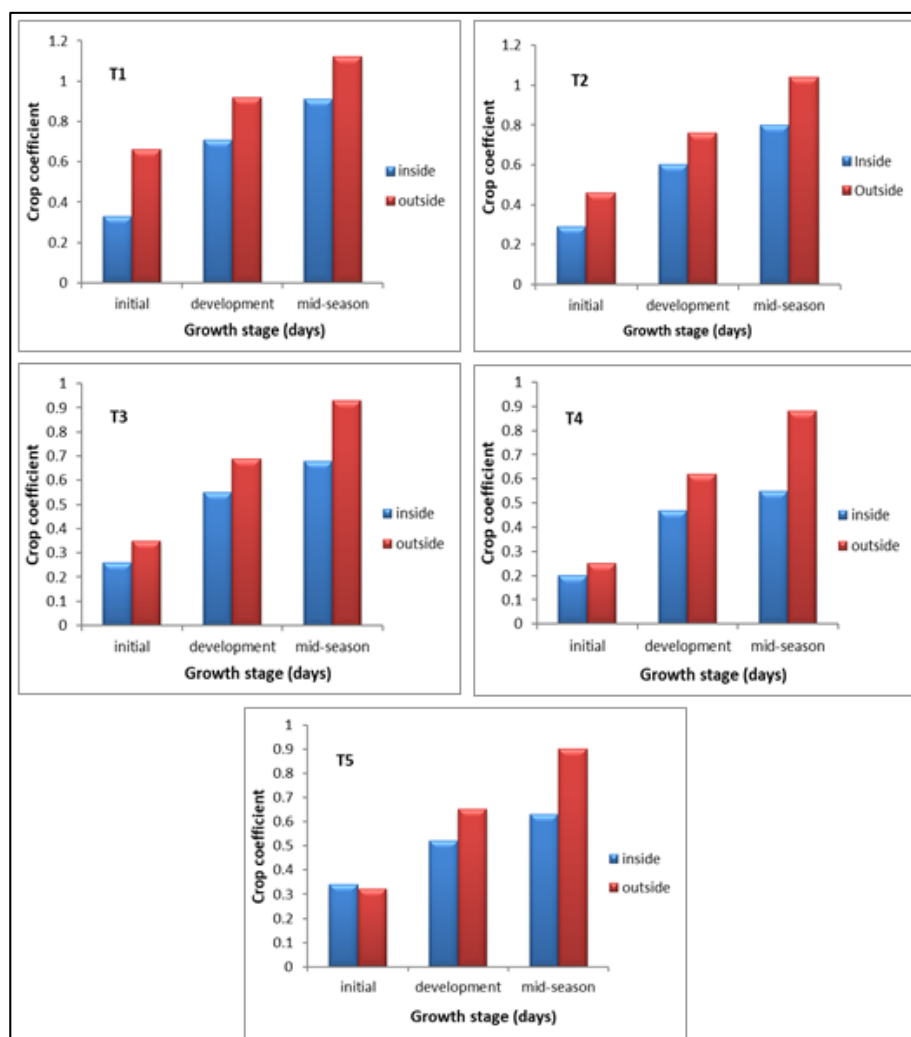 T1
Crop coefficient
1.2
1
0.8
0.6
0.4
0.2
0
initial development mid-season
Growth stage (days)
inside
outside
T2
Crop coefficient
1.2
1
0.8
0.6
0.4
0.2
0
initial development mid-season
Growth stage (days)
Inside
Outside
T3
Crop coefficient
1
0.9
0.8
0.7
0.6
0.5
0.4
0.3
0.2
0.1
0
initial development mid-season
Growth stage (days)
inside
outside
T4
Crop coefficient
1
0.9
0.8
0.7
0.6
0.5
0.4
0.3
0.2
0.1
0
initial development mid-season
Growth stage (days)
inside
outside
T5
Crop coefficient
1
0.9
0.8
0.7
0.6
0.5
0.4
0.3
0.2
0.1
0
initial development mid-season
Growth stage (days)
inside
outside